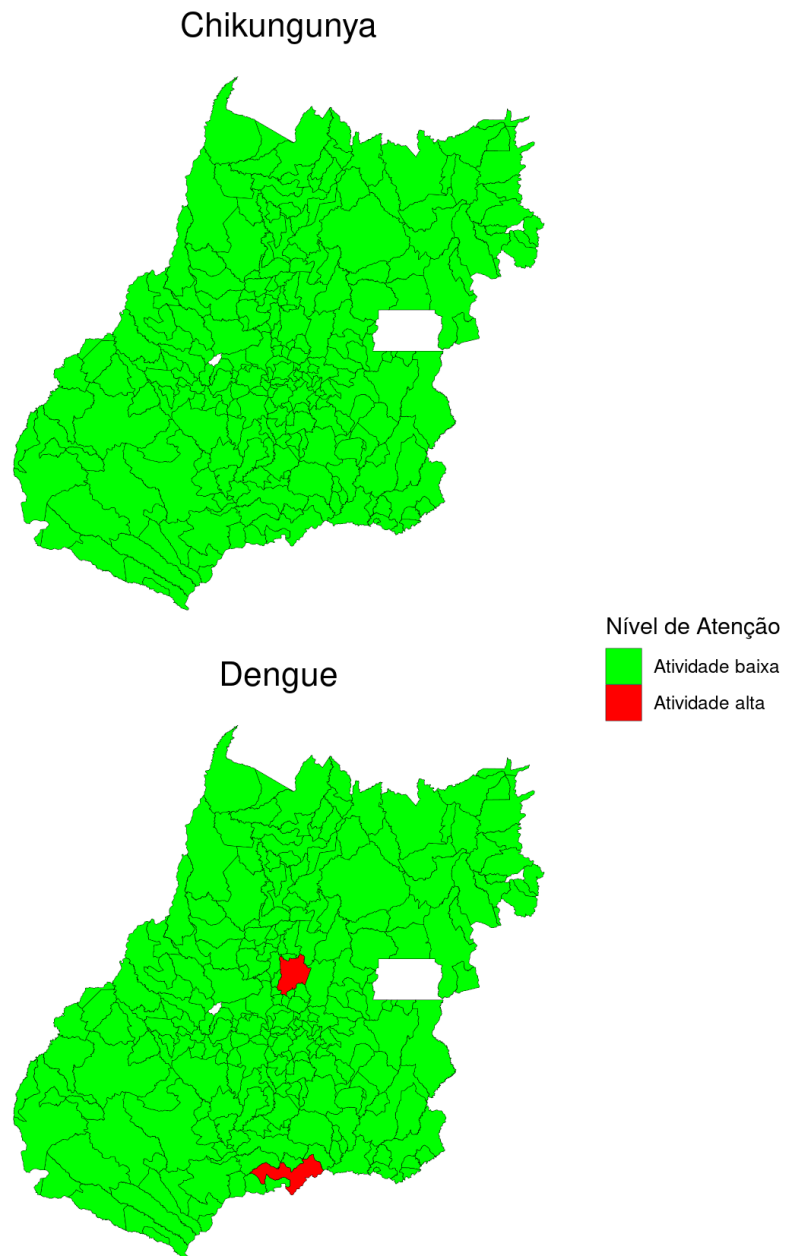 Chikungunya
Nível de Atenção
Atividade baixa
Atividade alta
Dengue